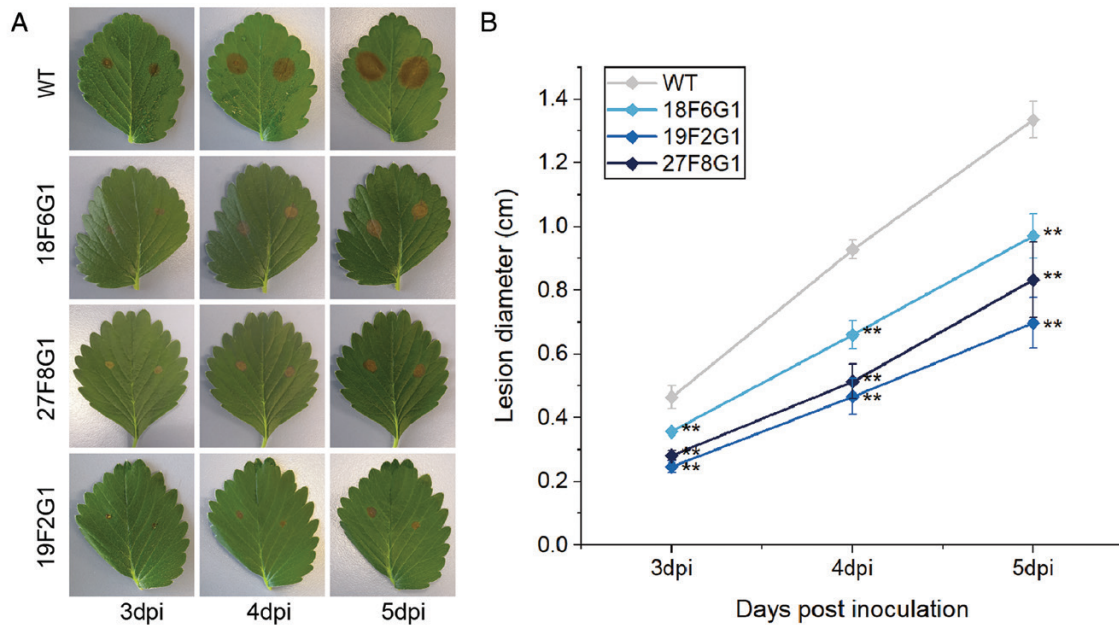 A
WT
18F6G1
27F8G1
19F2G1
3dpi 4dpi 5dpi
B
WT
18F6G1
19F2G1
27F8G1
Lesion diameter (cm)
1.4
1.2
1.0
0.8
0.6
0.4
0.2
0.0
**
**
**
**
**
**
**
**
**
3dpi 4dpi 5dpi
Days post inoculation